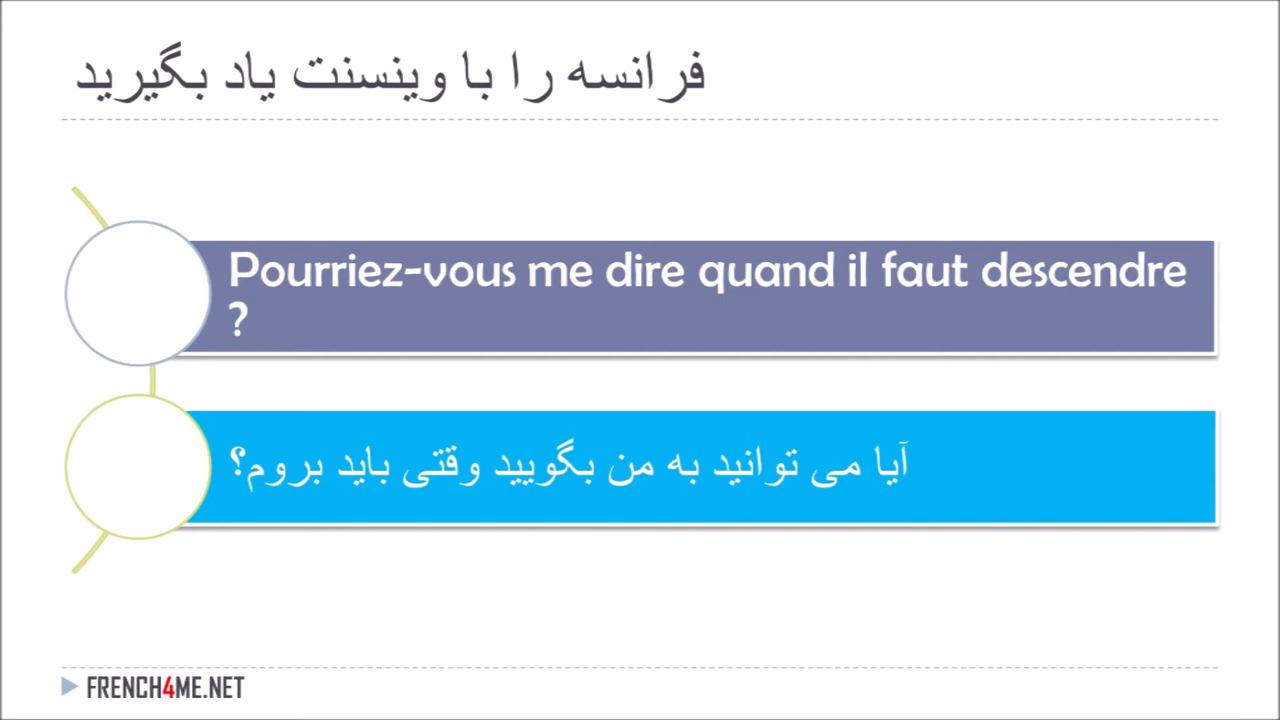 فرانسه را با وینسنت یاد بگیرید
Pourriez-vous me dire quand il faut descendre
?
آیا می توانید به من بگویید وقتی باید بروم؟
FRENCH4ME.NET